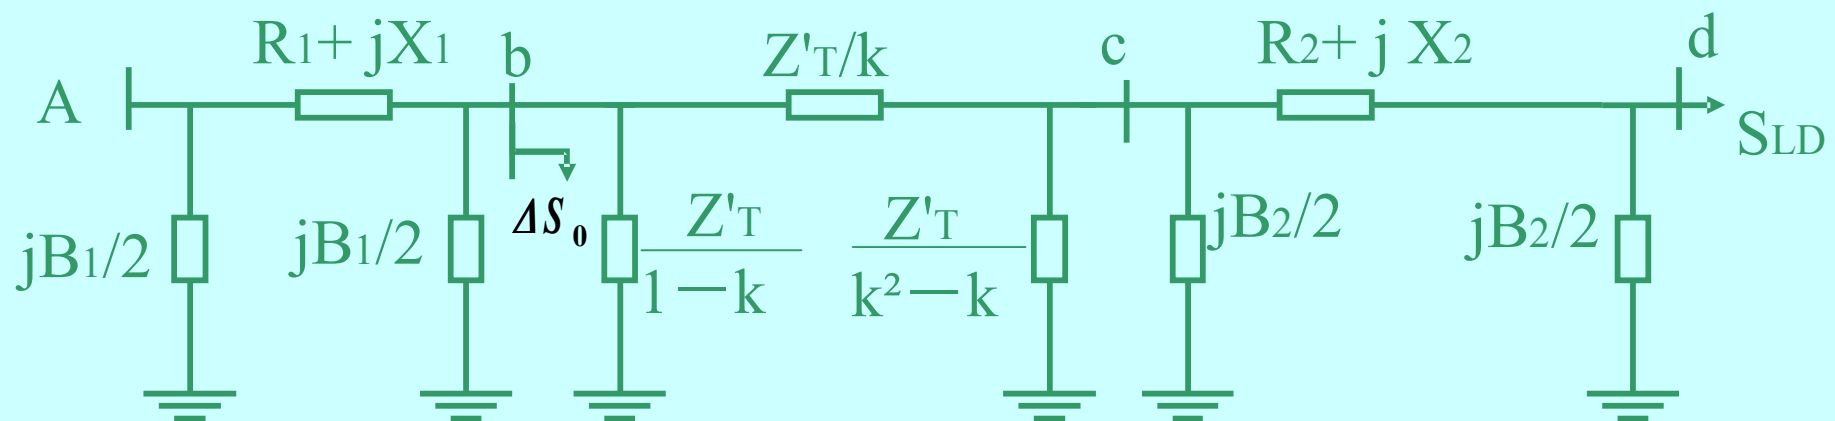 A
R1+ jX1
b
Z'T/k
c
R2+ j X2
d
SLD
jB1/2
jB1/2
ΔS0
Z'T
1—k
Z'T
k²—k
jB2/2
jB2/2